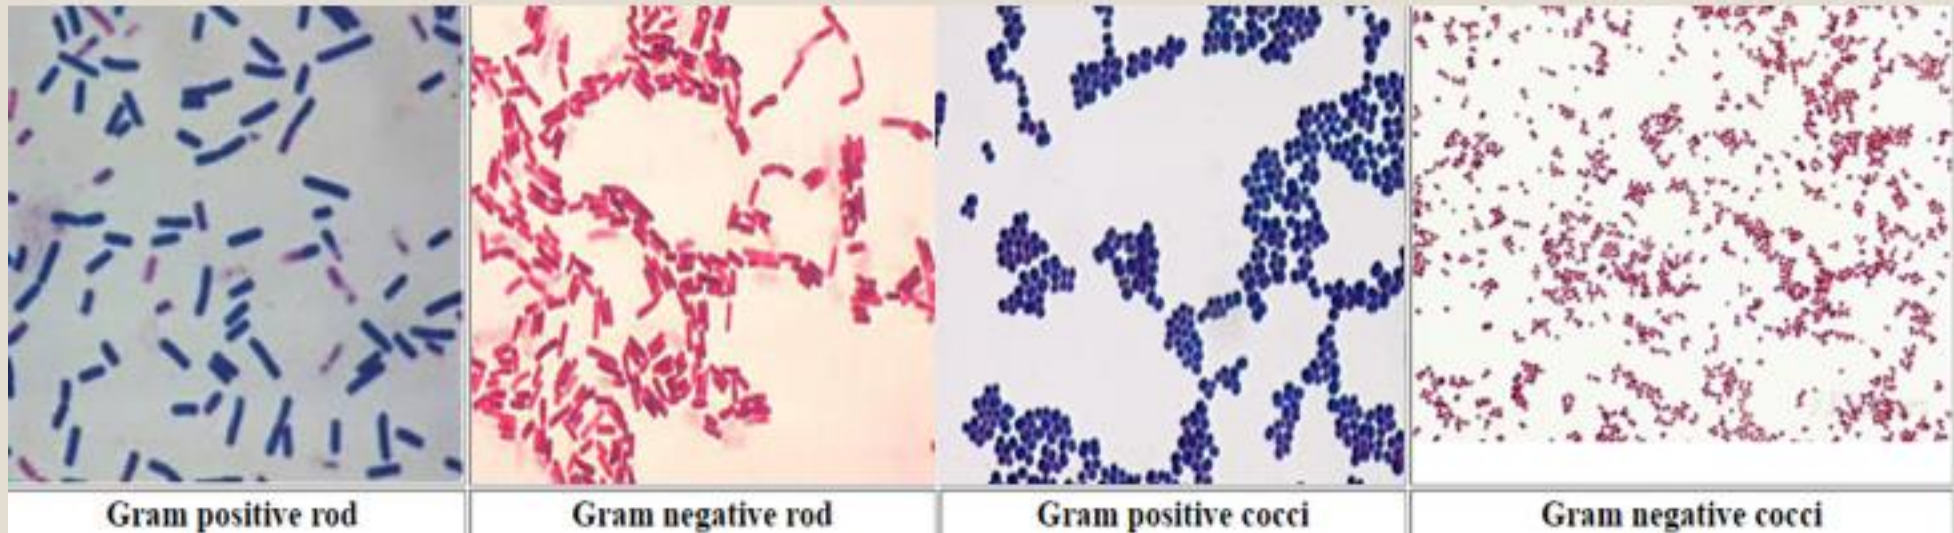 Gram positive rod
Gram negative rod
Gram positive cocci
Gram negative cocci